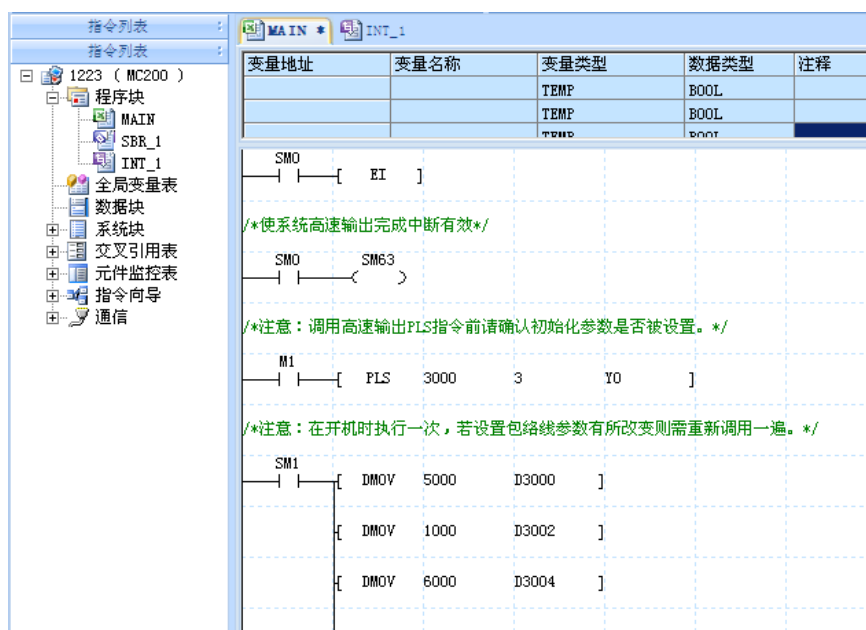 指令列表
指令列表
1223 ( MC200 )
程序块
MAIN
SBR_1
INT_1
全局变量表
数据块
系统块
交叉引用表
元件监控表
指令向导
通信
MAIN * INT_1
变量地址 变量名称 变量类型 数据类型 注释
TEMP BOOL
TEMP BOOL
TEMP BOOL
SM0
[ EI ]
/*使系统高速输出完成中断有效*/
SM0 SM63
( )
/*注意：调用高速输出PLS指令前请确认初始化参数是否被设置。*/
M1
[ PLS 3000 3 Y0 ]
/*注意：在开机时执行一次，若设置包络线参数有所改变则需重新调用一遍。*/
SM1
[ DMOV 5000 D3000 ]
[ DMOV 1000 D3002 ]
[ DMOV 6000 D3004 ]